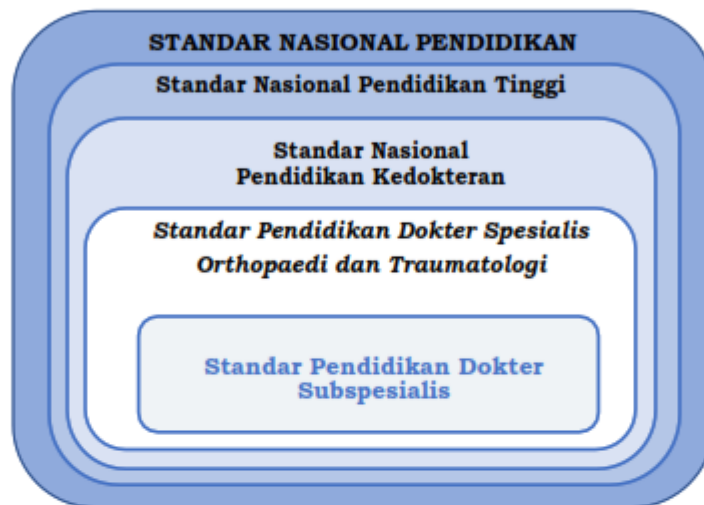 STANDAR NASIONAL PENDIDIKAN
Standar Nasional Pendidikan Tinggi
Standar Nasional
Pendidikan Kedokteran
Standar Pendidikan Dokter Spesialis
Orthopaedi dan Traumatologi
Standar Pendidikan Dokter
Subspesialis